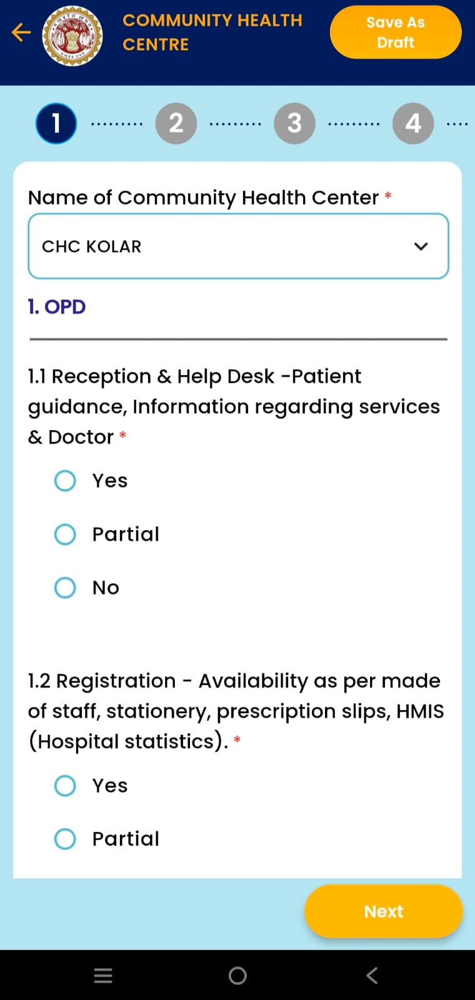 COMMUNITY HEALTH
CENTRE
Save As
Draft
1
2
3
4
Name of Community Health Center *
CHC KOLAR
1. OPD
1.1 Reception & Help Desk -Patient
guidance, Information regarding services
& Doctor *
Yes
Partial
No
1.2 Registration - Availability as per made
of staff, stationery, prescription slips, HMIS
(Hospital statistics). *
Yes
Partial
Next